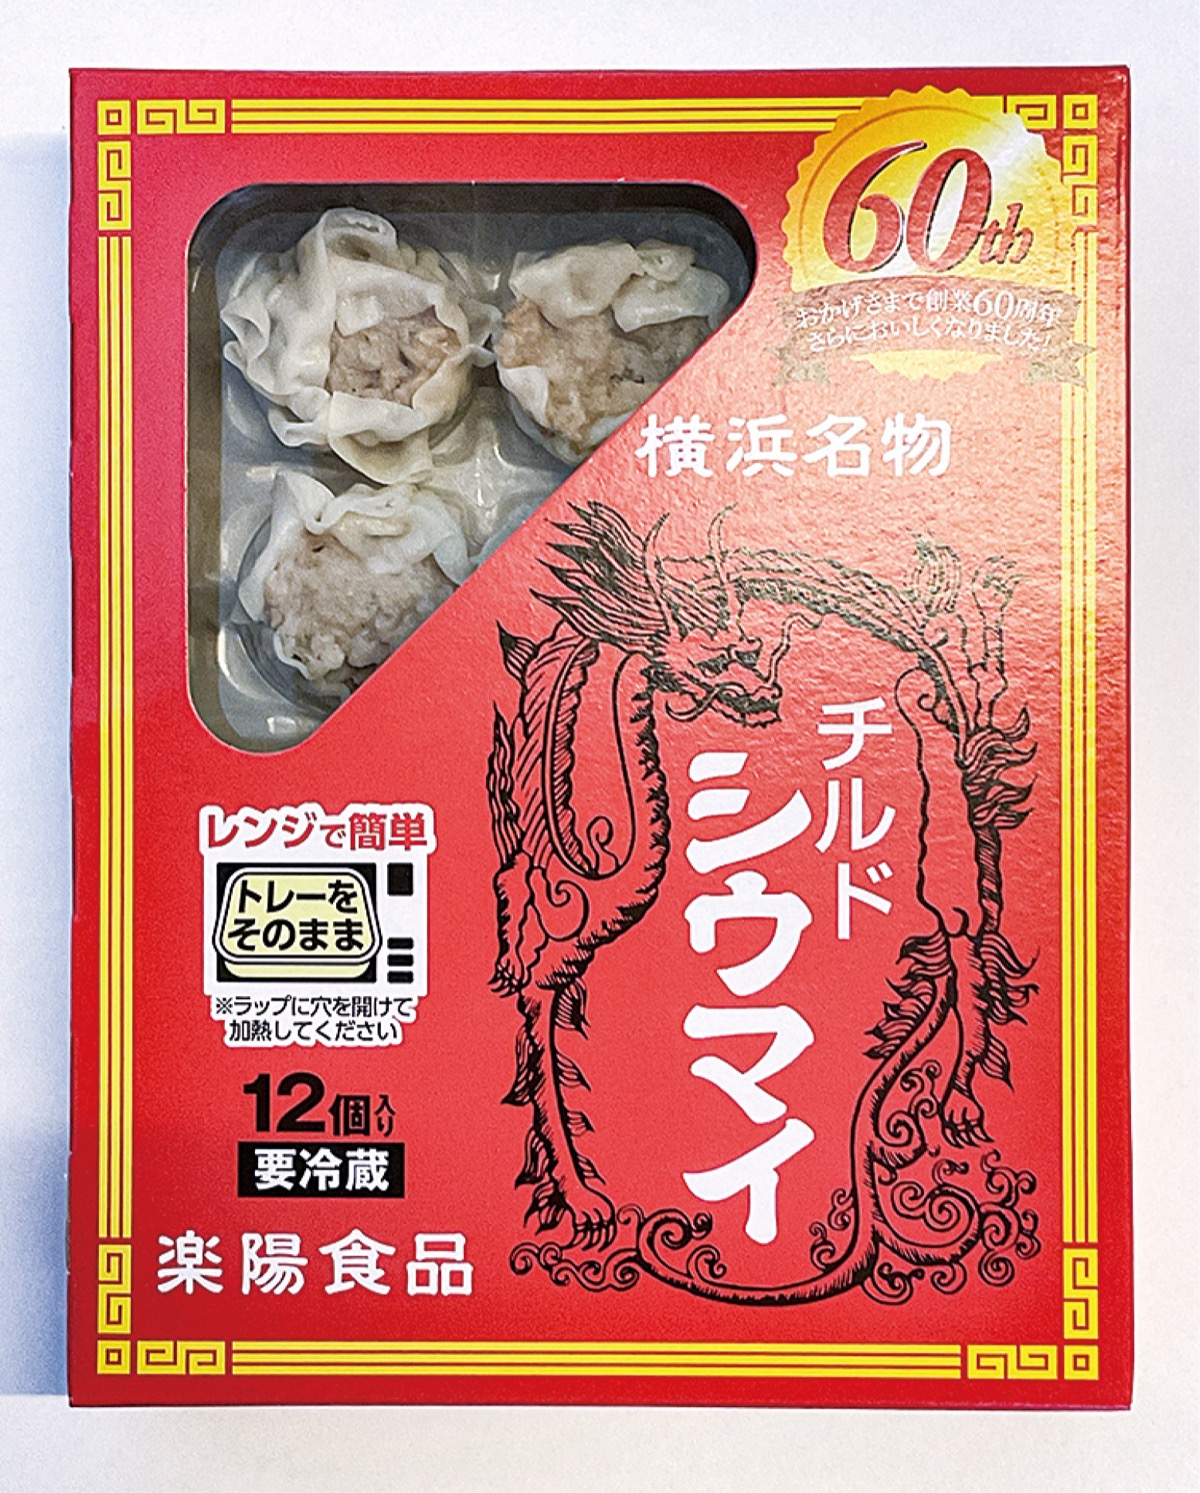 60th
おかげさまで創業60周年
さらにおいしくなりました!
横浜名物
チルド
シウマイ
レンジで簡単
トレーを
そのまま
※ラップに穴を開けて
加熱してください
12個入り
要冷蔵
楽陽食品